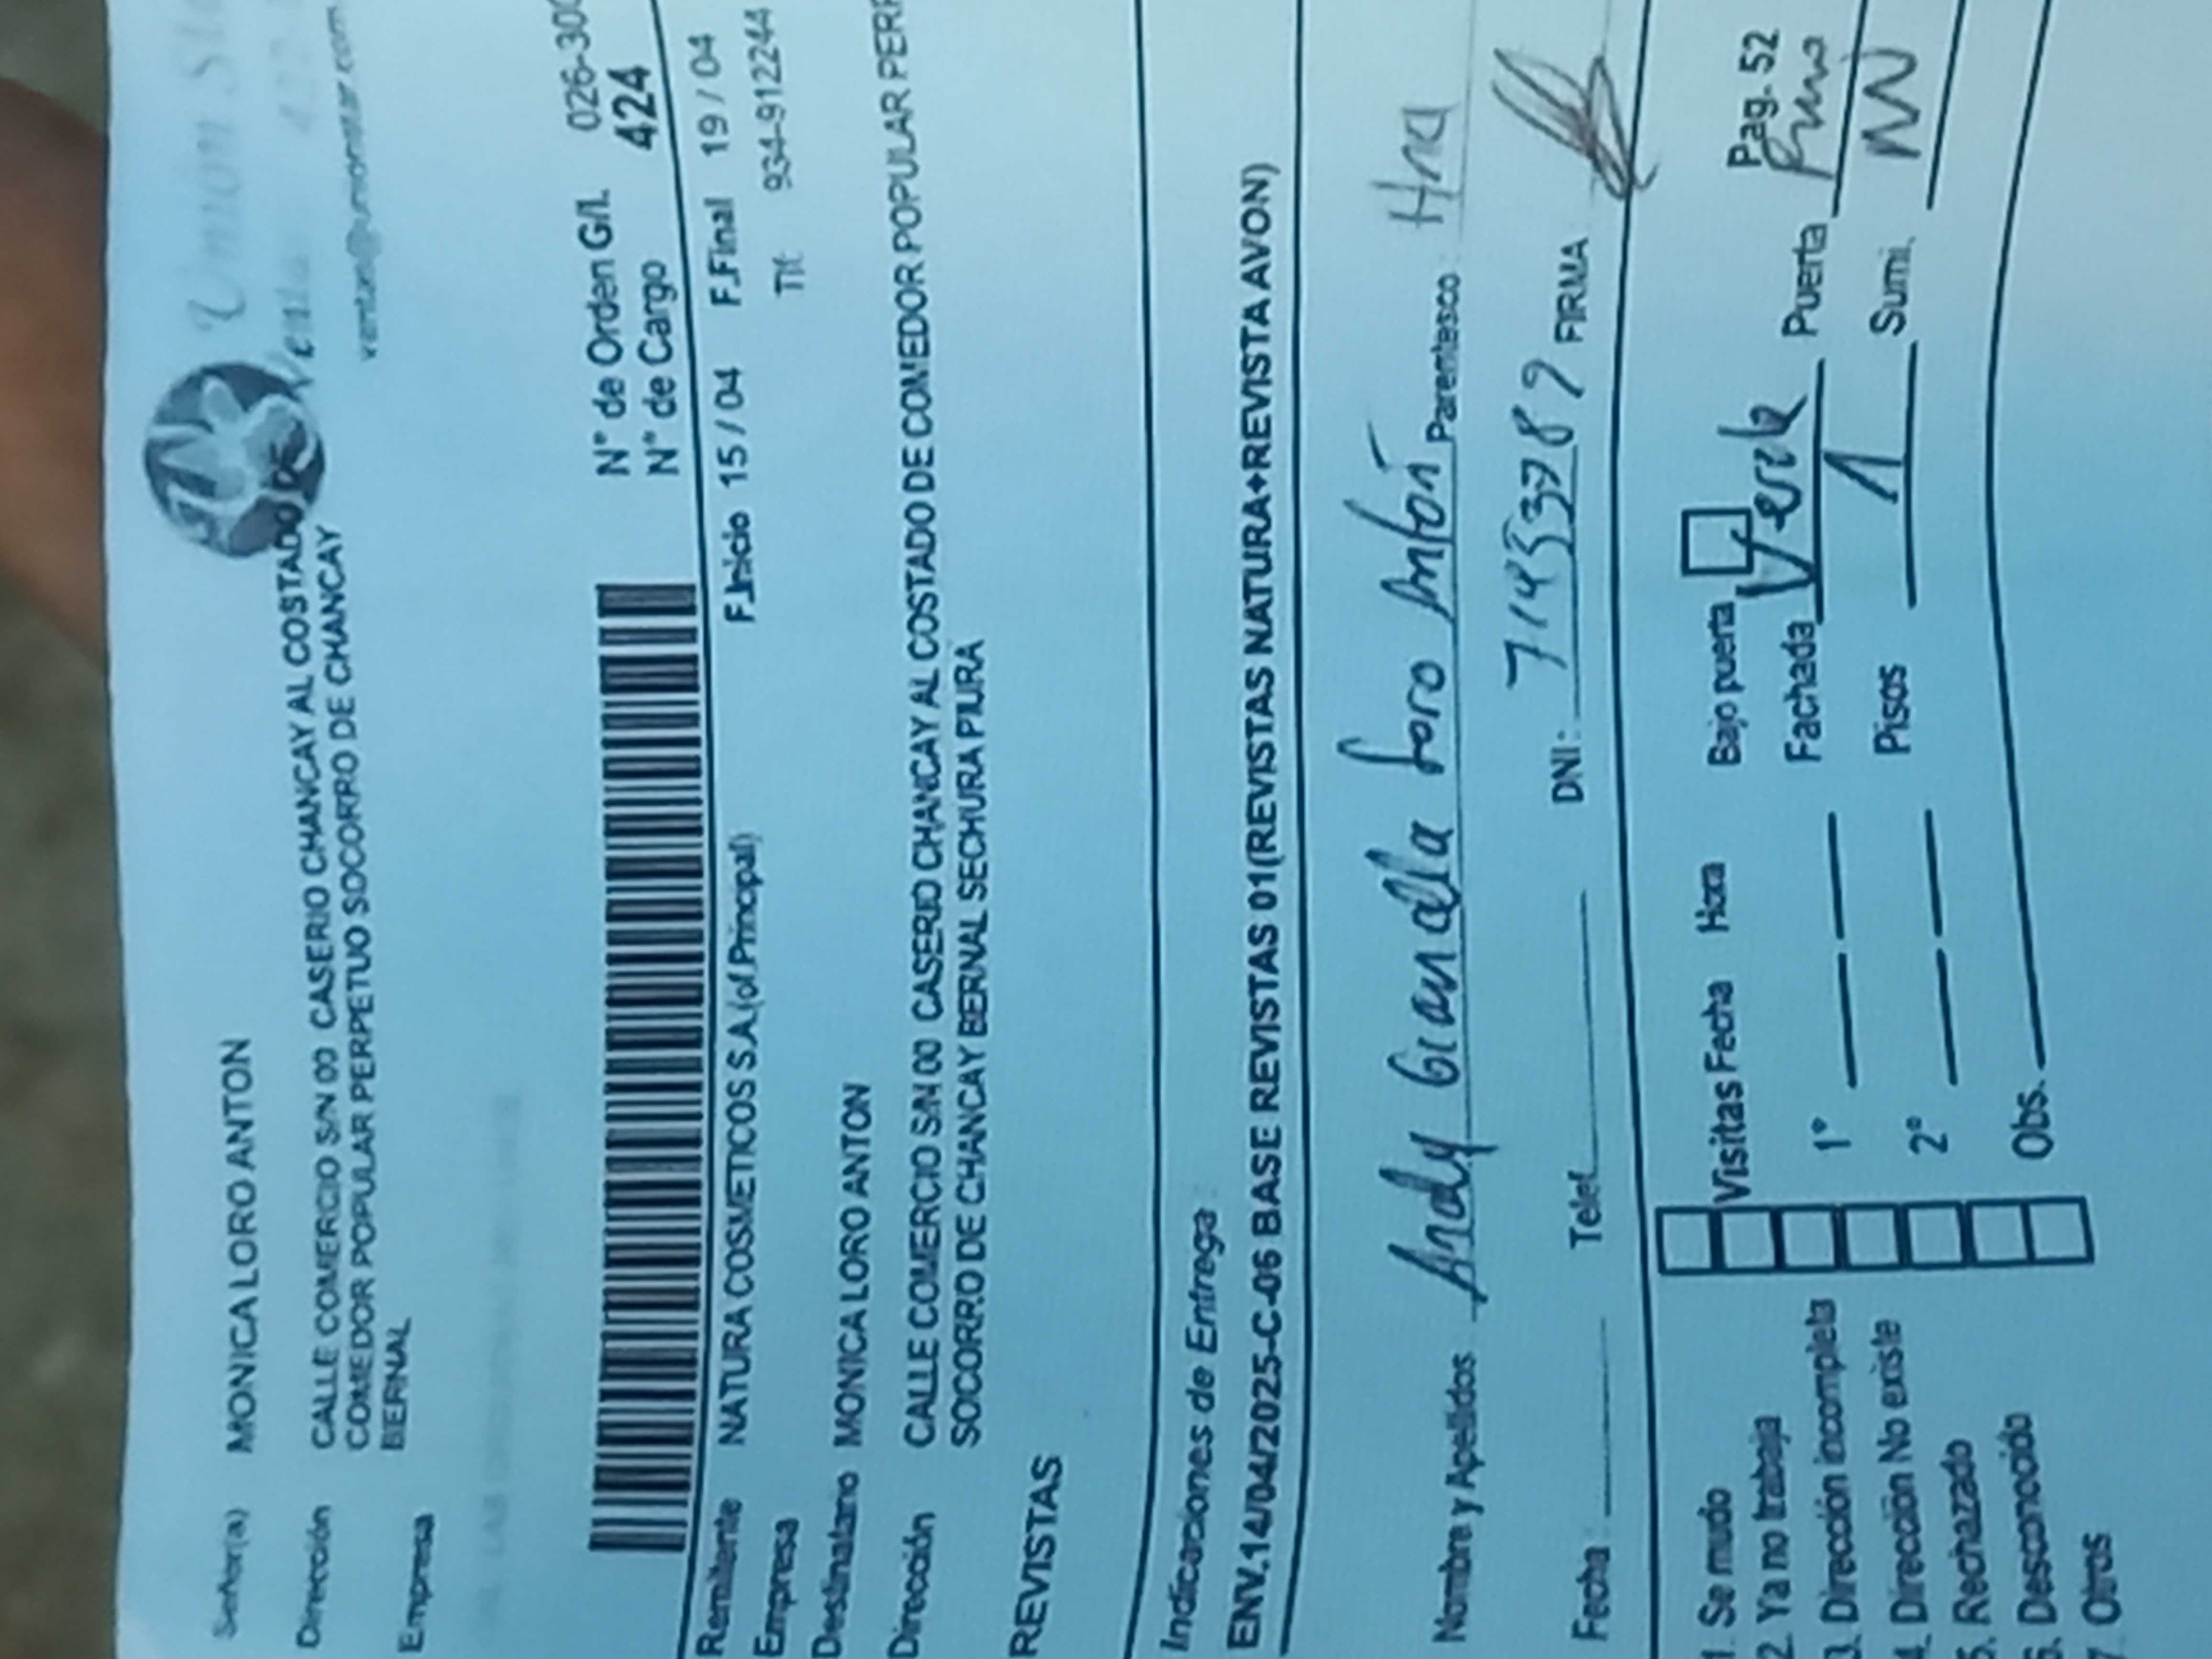 Señor(a) MONICA LORO ANTON
Dirección CALLE COMERCIO S/N 00 CASERIO CHANCAY AL COSTADO DE
COMEDOR POPULAR PERPETUO SOCORRO DE CHANCAY
BERNAL
Empresa
N° de Orden G/L 026-300
N° de Cargo 424
F.Inicio 15/04 F.Final 19/04
Remitente NATURA COSMETICOS S.A.(of.Principal)
Empresa Tlf. 934-9112244
Destinatario MONICA LORO ANTON
Dirección CALLE COMERCIO S/N 00 CASERIO CHANCAY AL COSTADO DE COMEDOR POPULAR PERP
SOCORRO DE CHANCAY BERNAL SECHURA PIURA
REVISTAS
Indicaciones de Entrega :
ENV.14/04/2025-C-06 BASE REVISTAS 01(REVISTAS NATURA+REVISTA AVON)
Nombre y Apellidos Loro Antón Parentesco : Hna
Fecha : Telef. DNI: FIRMA
Pag. 52
1. Se mudo Visitas Fecha Hora Bajo puerta
2. Ya no trabaja
3. Dirección incompleta 1° Fachada Puerta
4. Dirección No existe 2° Pisos 1 Sumi.
5. Rechazado
6. Desconocido Obs.
7. Otros